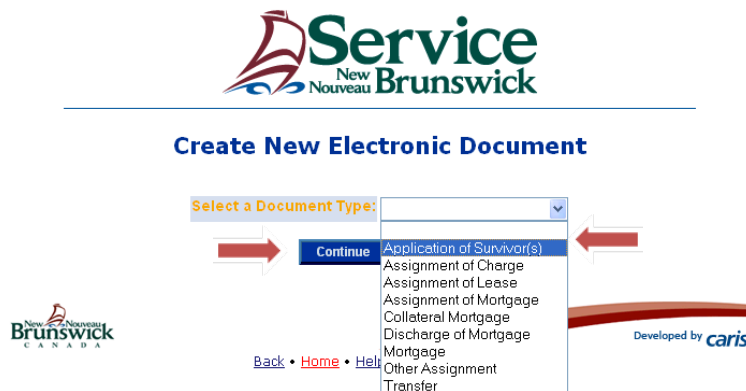 Service
New
Nouveau Brunswick
Create New Electronic Document
Select a Document Type:
Continue
Application of Survivor(s)
Assignment of Charge
Assignment of Lease
Assignment of Mortgage
Collateral Mortgage
Discharge of Mortgage
Mortgage
Other Assignment
Transfer
New Nouveau
Brunswick
CANADA
Back • Home • Help
Developed by caris